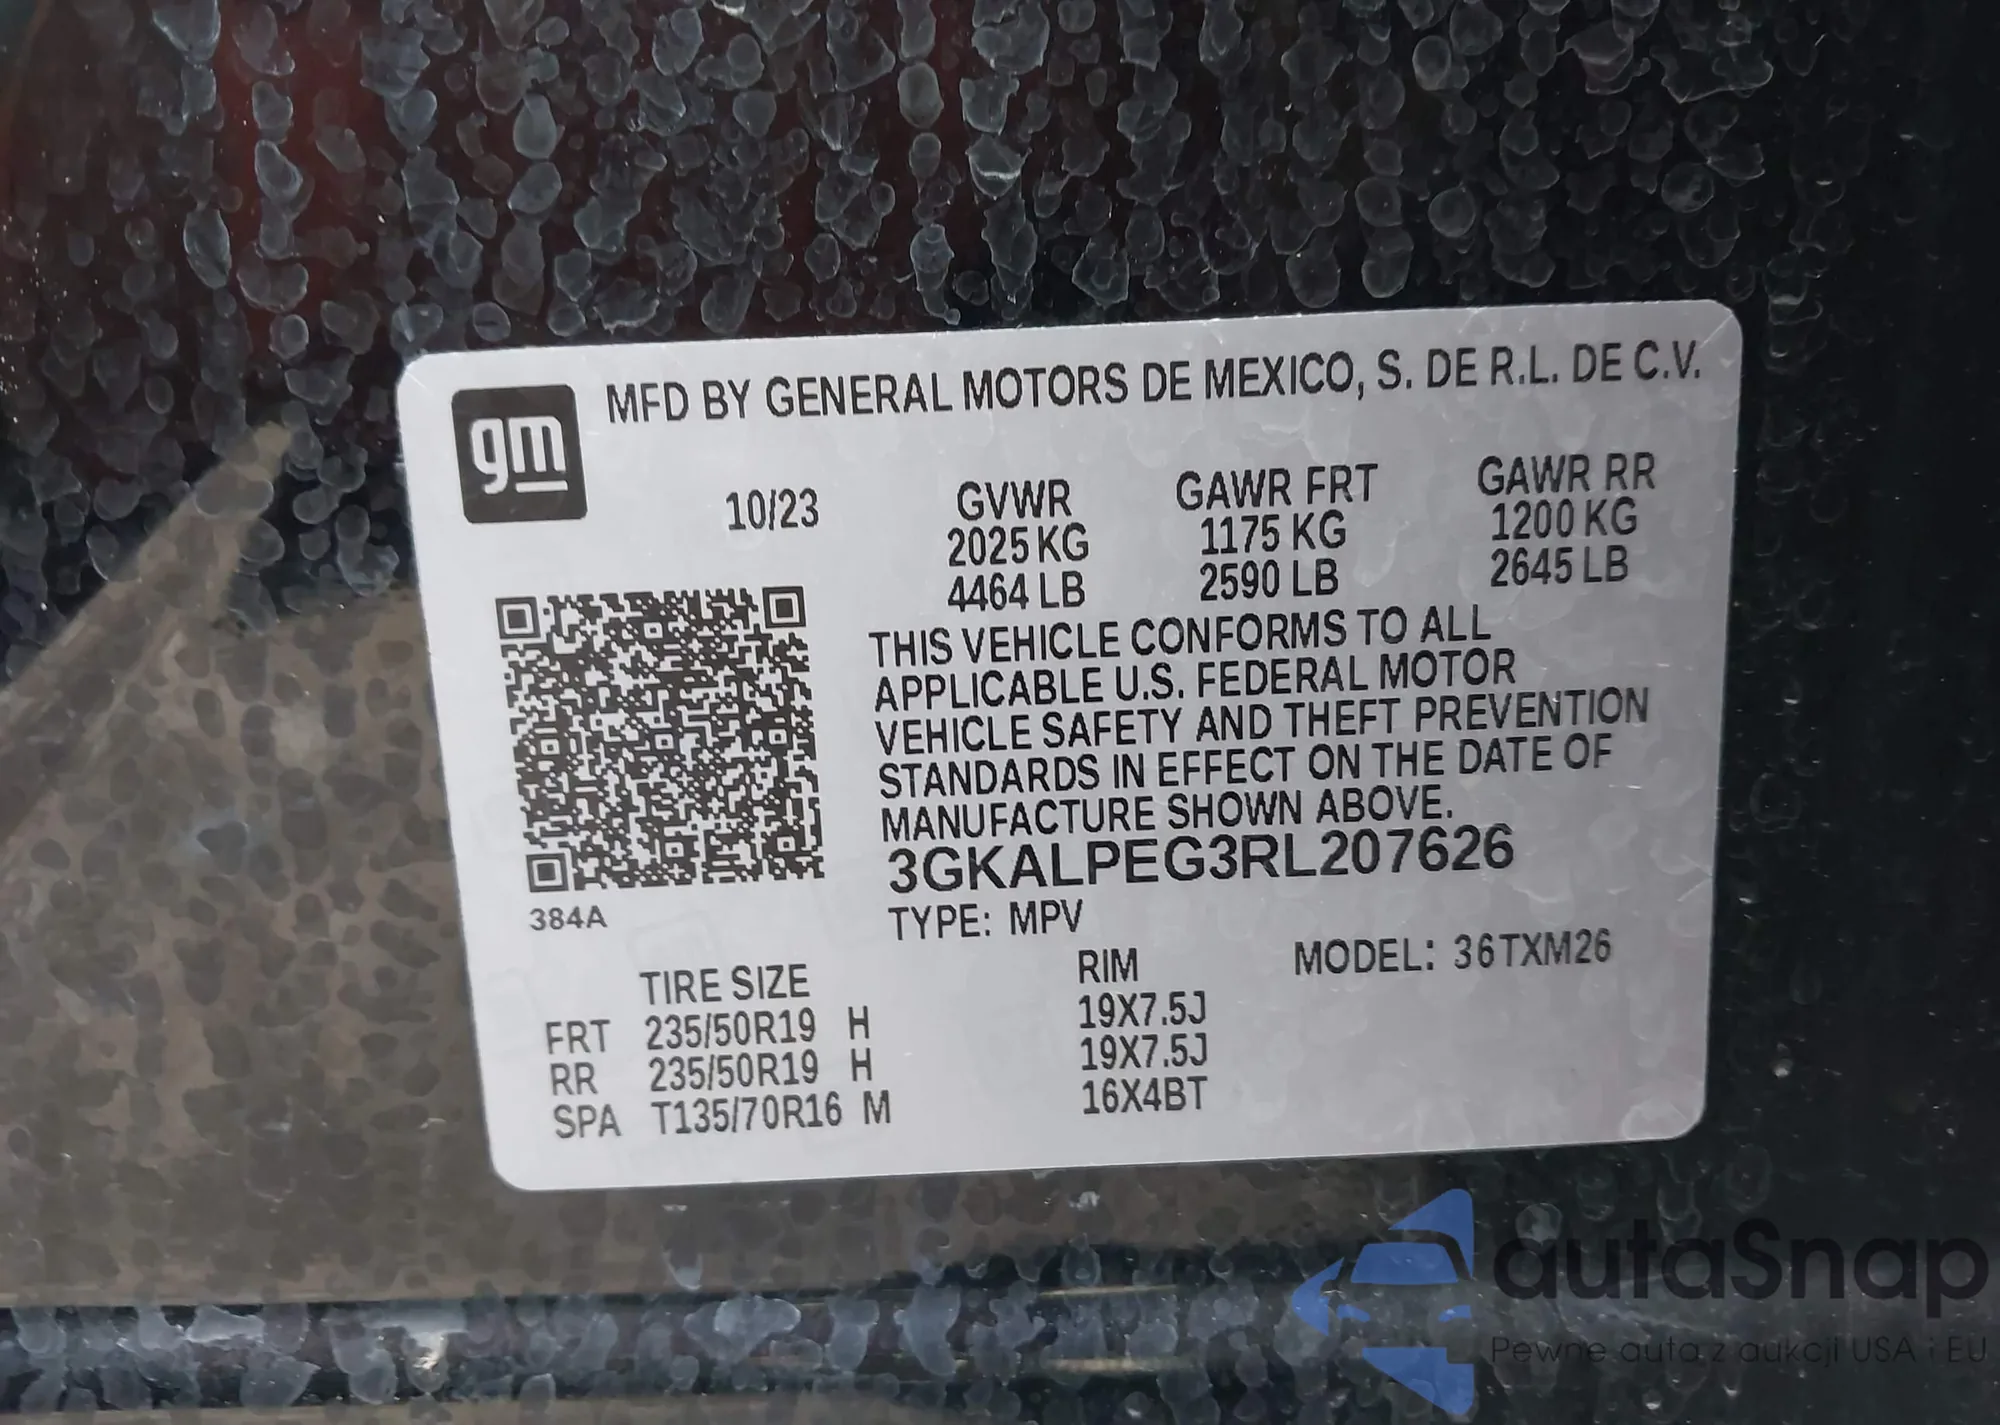 gm
MFD BY GENERAL MOTORS DE MEXICO, S. DE R.L. DE C.V.
10/23 GVWR GAWR FRT GAWR RR
2025 KG 1175 KG 1200 KG
4464 LB 2590 LB 2645 LB
THIS VEHICLE CONFORMS TO ALL
APPLICABLE U.S. FEDERAL MOTOR
VEHICLE SAFETY AND THEFT PREVENTION
STANDARDS IN EFFECT ON THE DATE OF
MANUFACTURE SHOWN ABOVE.
3GKALPEG3RL207626
384A
TYPE: MPV
MODEL: 36TXM26
TIRE SIZE RIM
FRT 235/50R19 H 19X7.5J
RR 235/50R19 H 19X7.5J
SPA T135/70R16 M 16X4BT
autaSnap
Pewne auta z aukcji USA i EU